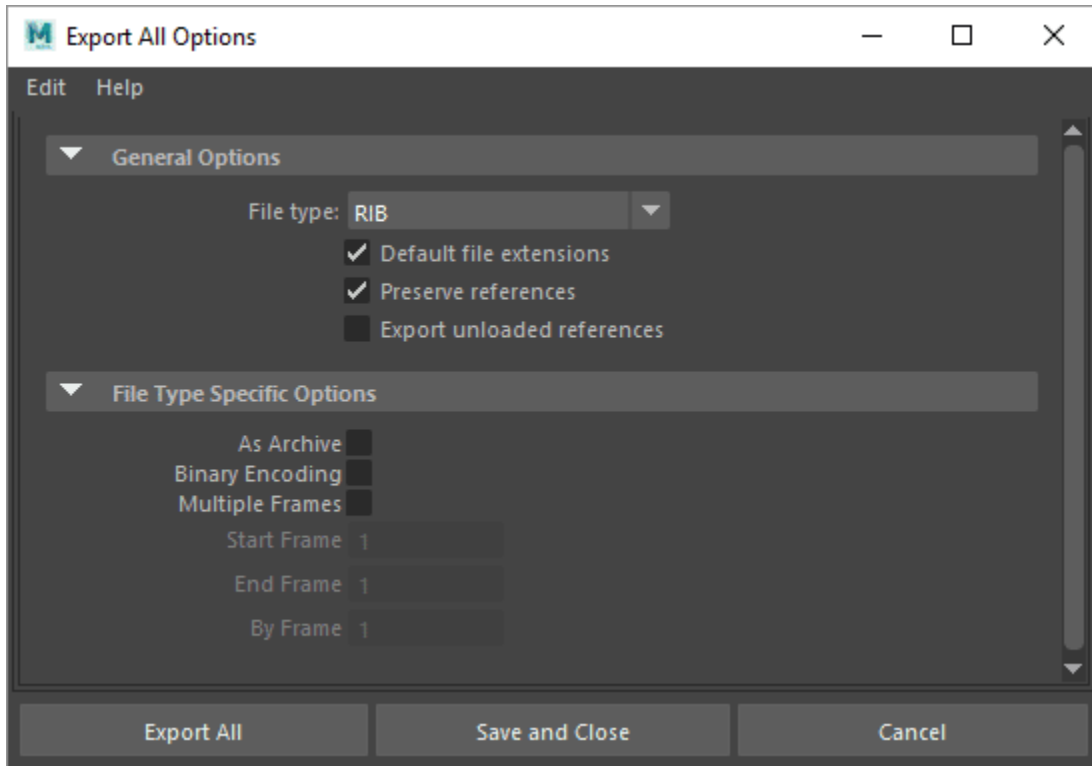 Export All Options
Edit Help
General Options
File type: RIB
Default file extensions
Preserve references
Export unloaded references
File Type Specific Options
As Archive
Binary Encoding
Multiple Frames
Start Frame 1
End Frame 1
By Frame 1
Export All Save and Close Cancel